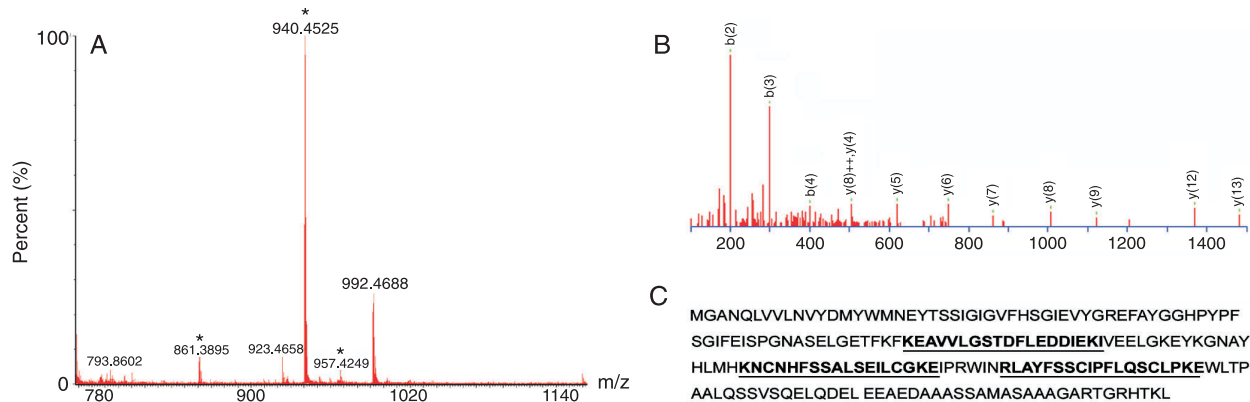 A
Percent (%)
100
0
*
940.4525
992.4688
*
861.3895
923.4658
*
957.4249
793.8602
780
900
1020
1140
m/z
B
b(2)
b(3)
b(4)
y(8)++,y(4)
y(5)
y(6)
y(7)
y(8)
y(9)
y(12)
y(13)
200
400
600
800
1000
1200
1400
C
MGANQLVVLNVYDMYWMNEYTSSIGIGVFHSGIEVYGREFAYGGHPYPF
SGIFEISPGNASELGETFKFKEAVVLGSTDFLEDDIEKIVEELGKEYKGNAY
HLMHKNCNHFSSALSEILCGKEIPRWINRLAYFSSCIPFLQSCLPKEWLTP
AALQSSVSQELQDEL EEAEDAAASSAMASAAAGARTGRHTKL